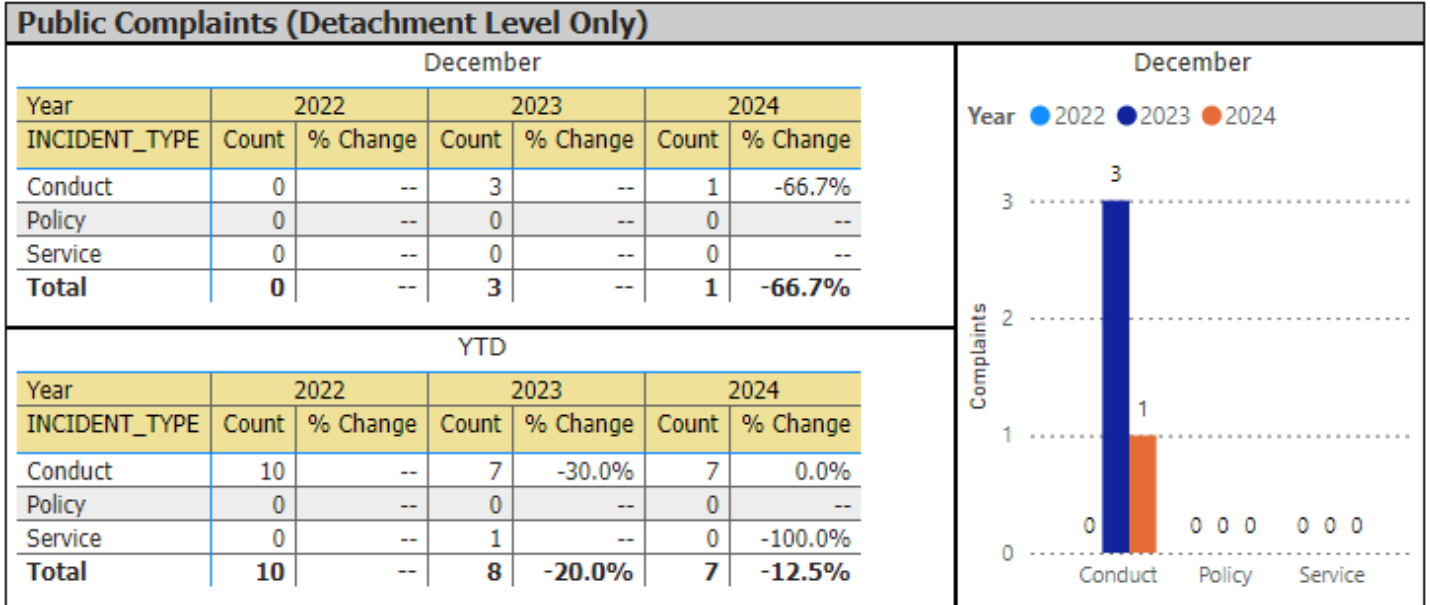 Public Complaints (Detachment Level Only)
December
Year 2022 2023 2024
INCIDENT_TYPE Count % Change Count % Change Count % Change
Conduct 0 -- 3 -- 1 -66.7%
Policy 0 -- 0 -- 0 --
Service 0 -- 0 -- 0 --
Total 0 -- 3 -- 1 -66.7%
YTD
Year 2022 2023 2024
INCIDENT_TYPE Count % Change Count % Change Count % Change
Conduct 10 -- 7 -30.0% 7 0.0%
Policy 0 -- 0 -- 0 --
Service 0 -- 1 -- 0 -100.0%
Total 10 -- 8 -20.0% 7 -12.5%
December
Year 2022 2023 2024
3
3
2
Complaints
1
1
0 0 0 0 0 0 0
0
Conduct Policy Service